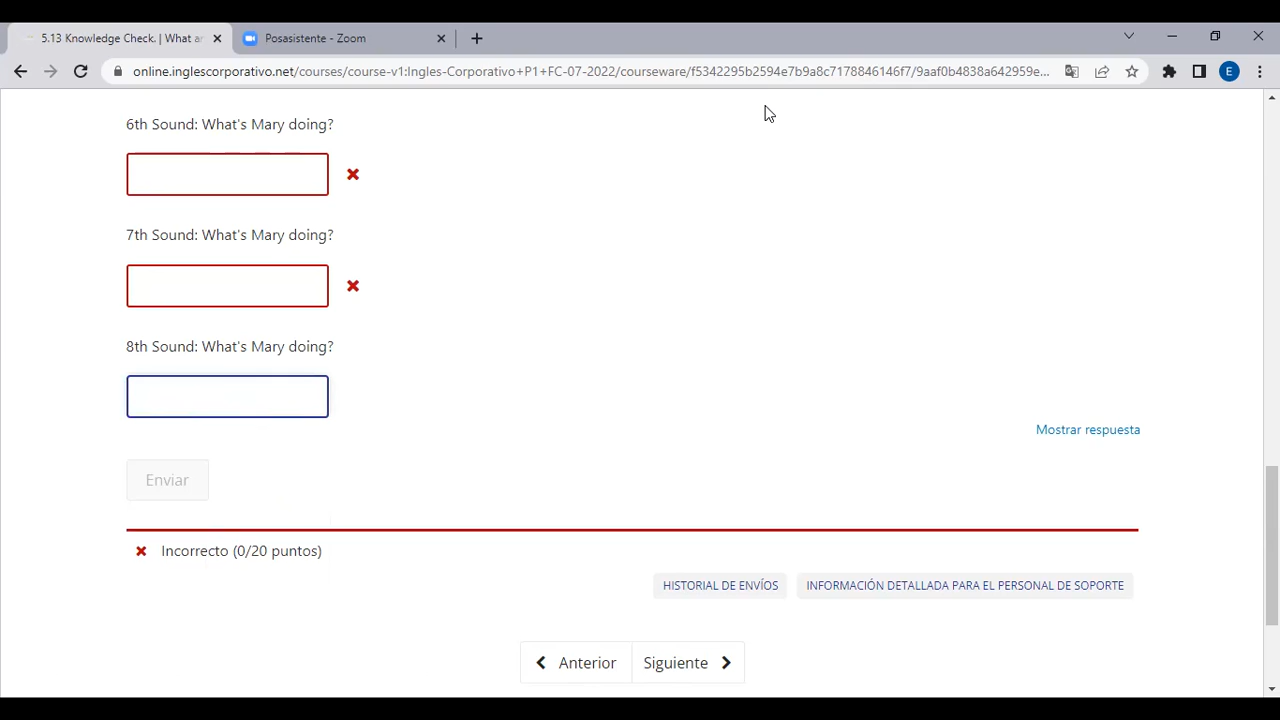 5.13 Knowledge Check. | What ar
Posasistente - Zoom
online.inglescorporativo.net/courses/course-v1:Ingles-Corporativo+P1+FC-07-2022/courseware/f5342295b2594e7b9a8c7178846146f7/9aaf0b4838a642959e...
E
6th Sound: What's Mary doing?
7th Sound: What's Mary doing?
8th Sound: What's Mary doing?
Mostrar respuesta
Enviar
Incorrecto (0/20 puntos)
HISTORIAL DE ENVÍOS
INFORMACIÓN DETALLADA PARA EL PERSONAL DE SOPORTE
Anterior
Siguiente